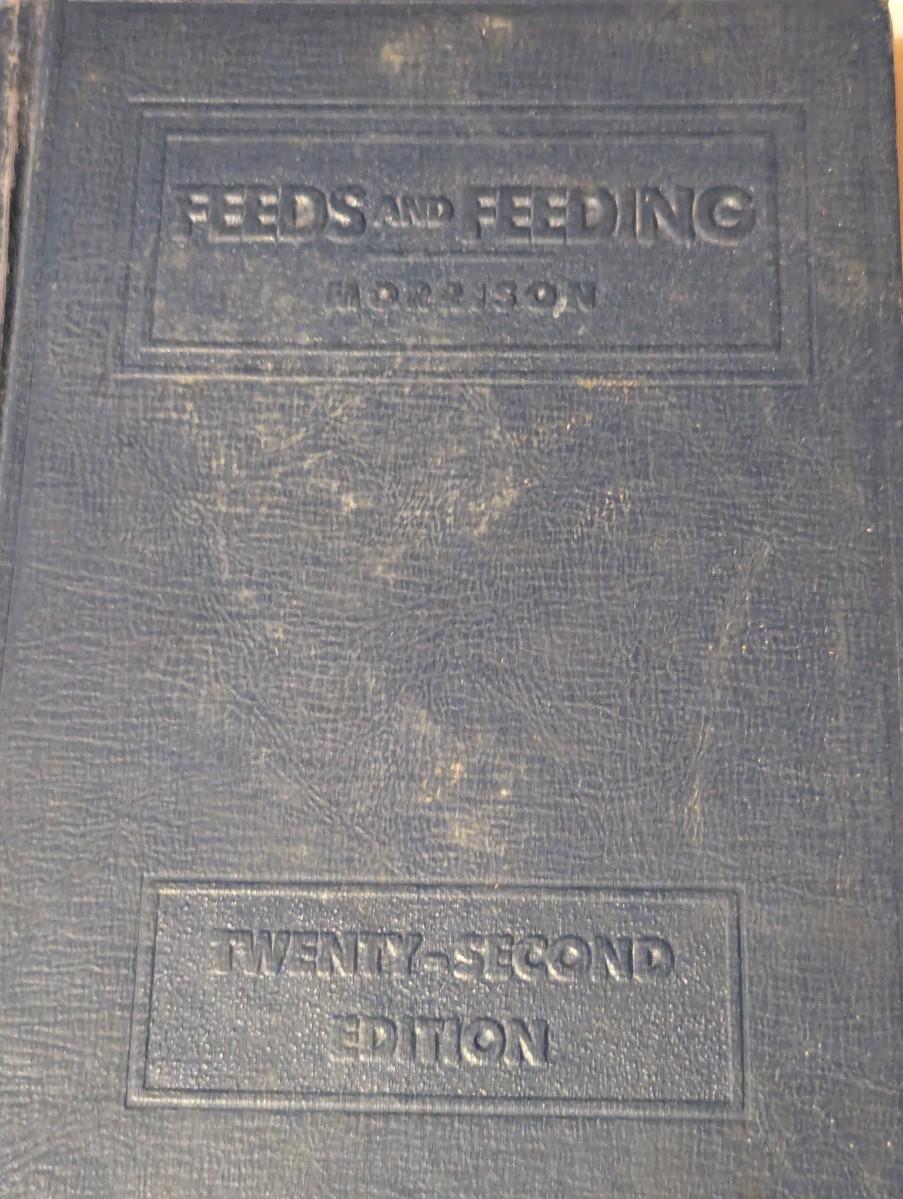 FEEDS AND FEEDING
MORRISON
TWENTY-SECOND
EDITION